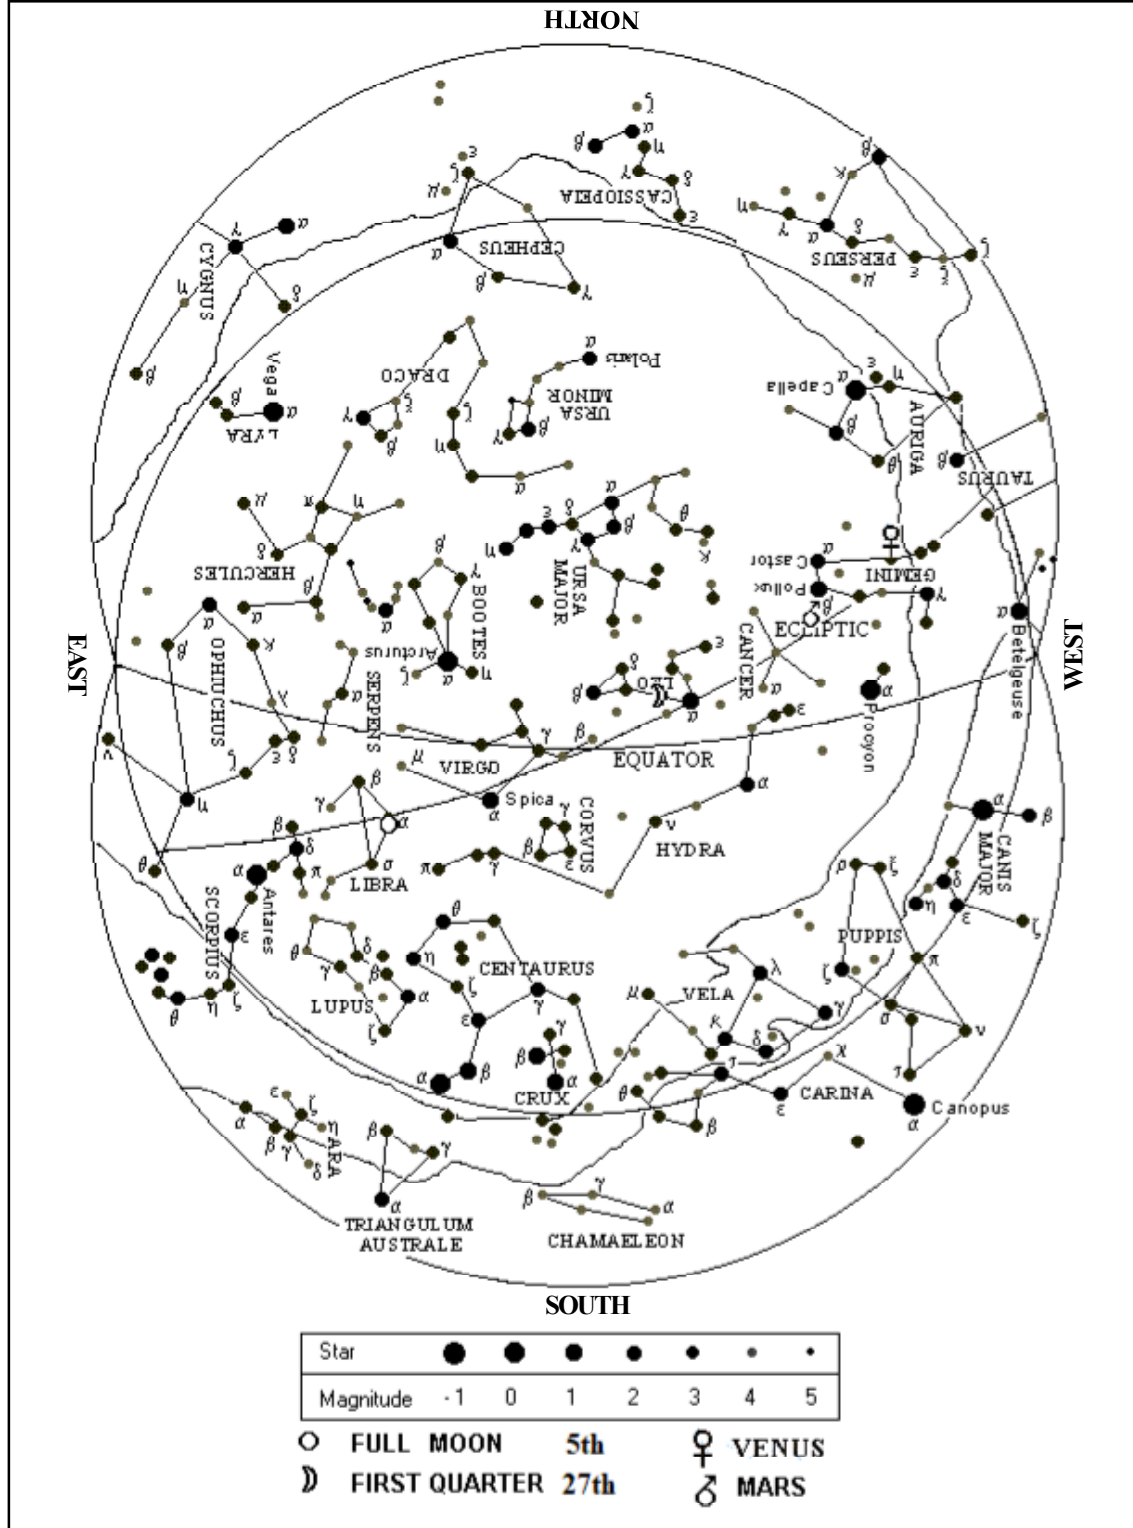 NORTH
ζ
α
β
η
γ
δ
CASSIOPEIA
ε
β
κ
η
γ
α
δ
PERSEUS
ε
ξ
ζ
μ
ε
ζ
μ
α
CEPHEUS
β
γ
γ
α
CYGNUS
η
δ
β
Vega
β
α
LYRA
DRACO
γ
ξ
β
ζ
η
α
α
Polaris
URSA
MINOR
γ
β
ε
η
α
Capella
β
θ
AURIGA
β
TAURUS
μ
π
η
δ
HERCULES
β
α
β
γ
BOOTES
Arcturus
ζ
α
η
α
β
γ
δ
ε
η
URSA
MAJOR
θ
κ
Castor
α
Pollux
β
GEMINI
γ
ECLIPTIC
α
Betelgeuse
EAST
WEST
α
β
κ
OPHIUCHUS
λ
δ
ε
ζ
η
ν
θ
SERPENS
α
δ
β
LEO
ε
α
CANCER
α
α
Procyon
μ
VIRGO
γ
β
EQUATOR
ε
HYDRA
α
ν
Spica
α
CORVUS
γ
β
ε
π
γ
β
γ
α
σ
LIBRA
β
δ
π
α
Antares
SCORPIUS
ε
ζ
η
θ
α
β
CANIS
MAJOR
δ
η
ε
ζ
ρ
ξ
PUPPIS
ζ
π
σ
ν
τ
θ
γ
δ
β
α
LUPUS
ζ
θ
η
CENTAURUS
ζ
γ
ε
α
β
γ
β
α
CRUX
μ
VELA
λ
κ
δ
γ
χ
θ
ε
CARINA
Canopus
α
β
ε
α
ζ
β
γ
η
δ
ARA
β
γ
α
TRIANGULUM
AUSTRALE
β
γ
α
CHAMAELEON
SOUTH
Star
Magnitude -1 0 1 2 3 4 5
FULL MOON 5th ♀ VENUS
FIRST QUARTER 27th ♂ MARS